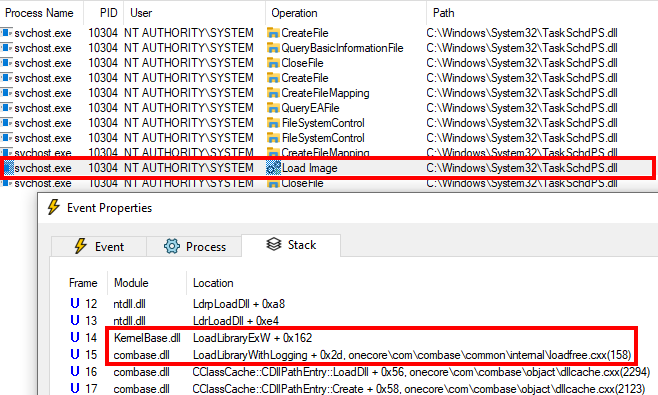 Process Name PID User Operation Path
svchost.exe 10304 NT AUTHORITY\SYSTEM CreateFile C:\Windows\System32\TaskSchdPS.dll
svchost.exe 10304 NT AUTHORITY\SYSTEM QueryBasicInformationFile C:\Windows\System32\TaskSchdPS.dll
svchost.exe 10304 NT AUTHORITY\SYSTEM CloseFile C:\Windows\System32\TaskSchdPS.dll
svchost.exe 10304 NT AUTHORITY\SYSTEM CreateFile C:\Windows\System32\TaskSchdPS.dll
svchost.exe 10304 NT AUTHORITY\SYSTEM CreateFileMapping C:\Windows\System32\TaskSchdPS.dll
svchost.exe 10304 NT AUTHORITY\SYSTEM QueryEAFile C:\Windows\System32\TaskSchdPS.dll
svchost.exe 10304 NT AUTHORITY\SYSTEM FileSystemControl C:\Windows\System32\TaskSchdPS.dll
svchost.exe 10304 NT AUTHORITY\SYSTEM FileSystemControl C:\Windows\System32\TaskSchdPS.dll
svchost.exe 10304 NT AUTHORITY\SYSTEM CreateFileMapping C:\Windows\System32\TaskSchdPS.dll
svchost.exe 10304 NT AUTHORITY\SYSTEM Load Image C:\Windows\System32\TaskSchdPS.dll
svchost.exe 10304 NT AUTHORITY\SYSTEM CloseFile C:\Windows\System32\TaskSchdPS.dll
Event Properties
Event Process Stack
Frame Module Location
U 12 ntdll.dll LdrpLoadDll + 0xa8
U 13 ntdll.dll LdrLoadDll + 0xe4
U 14 KernelBase.dll LoadLibraryExW + 0x162
U 15 combase.dll LoadLibraryWithLogging + 0x2d, onecore\com\combase\common\internal\loadfree.cxx(158)
U 16 combase.dll CClassCache::CDllPathEntry::LoadDll + 0x56, onecore\com\combase\objact\dllcache.cxx(2294)
U 17 combase.dll CClassCache::CDllPathEntry::Create + 0x58, onecore\com\combase\objact\dllcache.cxx(2123)